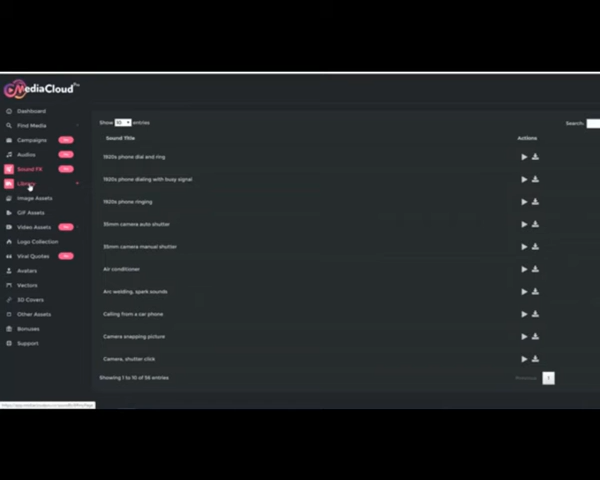 MediaCloud
Dashboard
Find Media
Campaigns
Audios
Sound FX
Library
Image Assets
GIF Assets
Video Assets
Logo Collection
Viral Quotes
Avatars
Vectors
3D Covers
Other Assets
Bonuses
Support
Show 10 entries
Search:
Sound Title Actions
1920s phone dial and ring
1920s phone dialing with busy signal
1920s phone ringing
35mm camera auto shutter
35mm camera manual shutter
Air conditioner
Arc welding, spark sounds
Calling from a car phone
Camera snapping picture
Camera, shutter click
Showing 1 to 10 of 56 entries
Previous 1